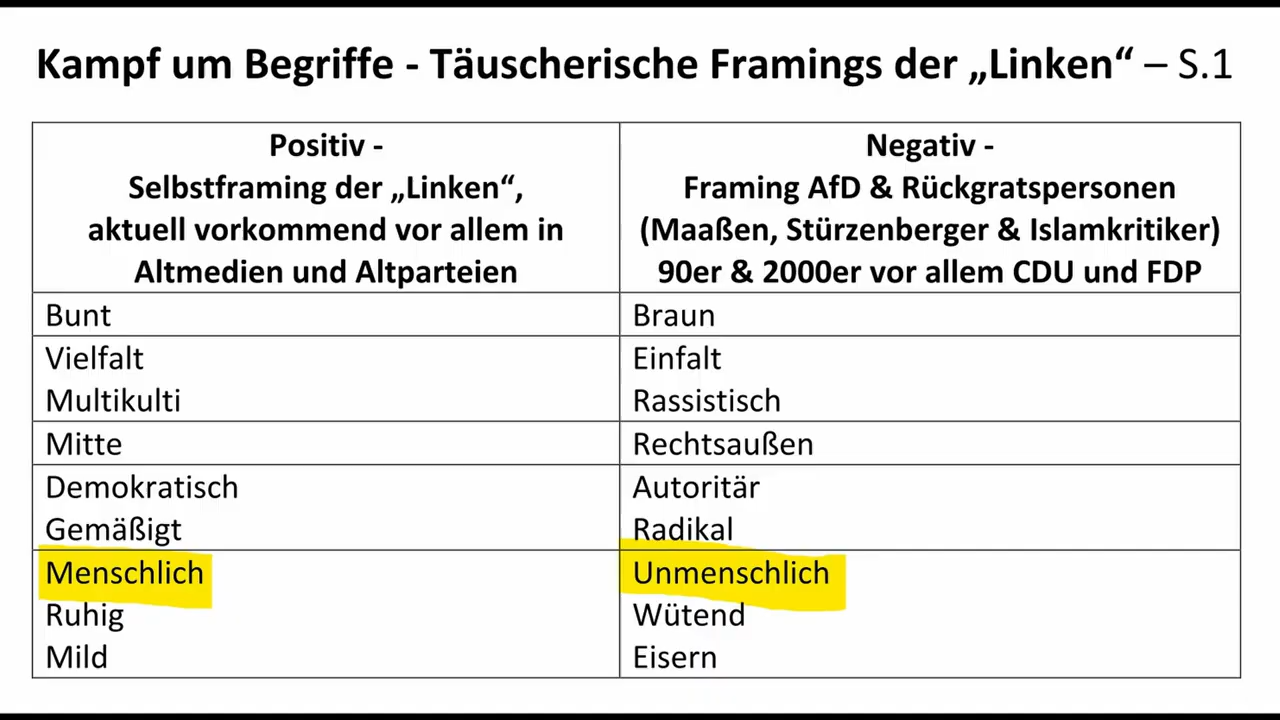 Kampf um Begriffe - Täuscherische Framings der „Linken“ – S.1
Positiv -
Selbstframing der „Linken“,
aktuell vorkommend vor allem in
Altmedien und Altparteien
Negativ -
Framing AfD & Rückgratspersonen
(Maaßen, Stürzenberger & Islamkritiker)
90er & 2000er vor allem CDU und FDP
Bunt
Braun
Vielfalt
Multikulti
Einfalt
Rassistisch
Mitte
Rechtsaußen
Demokratisch
Gemäßigt
Autoritär
Radikal
Menschlich
Ruhig
Mild
Unmenschlich
Wütend
Eisern